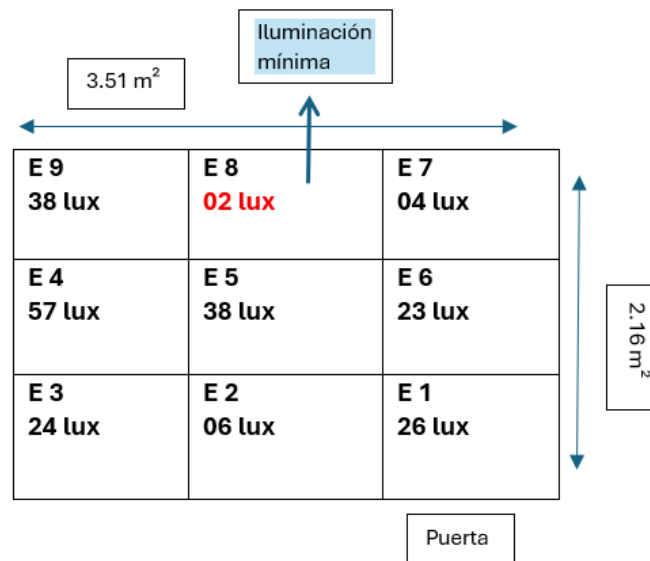 Iluminación
mínima
3.51 m²
E 9
38 lux
E 8
02 lux
E 7
04 lux
E 4
57 lux
E 5
38 lux
E 6
23 lux
2.16 m²
E 3
24 lux
E 2
06 lux
E 1
26 lux
Puerta